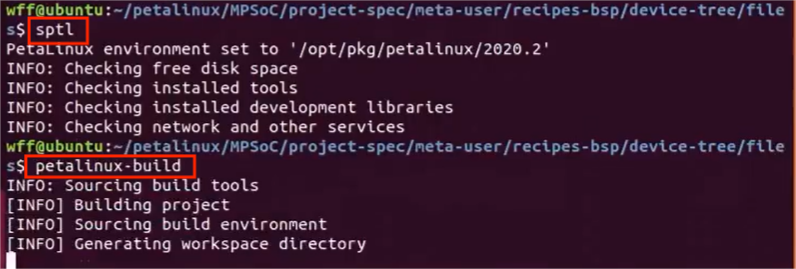 wff@ubuntu:~/petalinux/MPSoC/project-spec/meta-user/recipes-bsp/device-tree/file
s$ sptl
PetaLinux environment set to '/opt/pkg/petalinux/2020.2'
INFO: Checking free disk space
INFO: Checking installed tools
INFO: Checking installed development libraries
INFO: Checking network and other services
wff@ubuntu:~/petalinux/MPSoC/project-spec/meta-user/recipes-bsp/device-tree/file
s$ petalinux-build
INFO: Sourcing build tools
[INFO] Building project
[INFO] Sourcing build environment
[INFO] Generating workspace directory